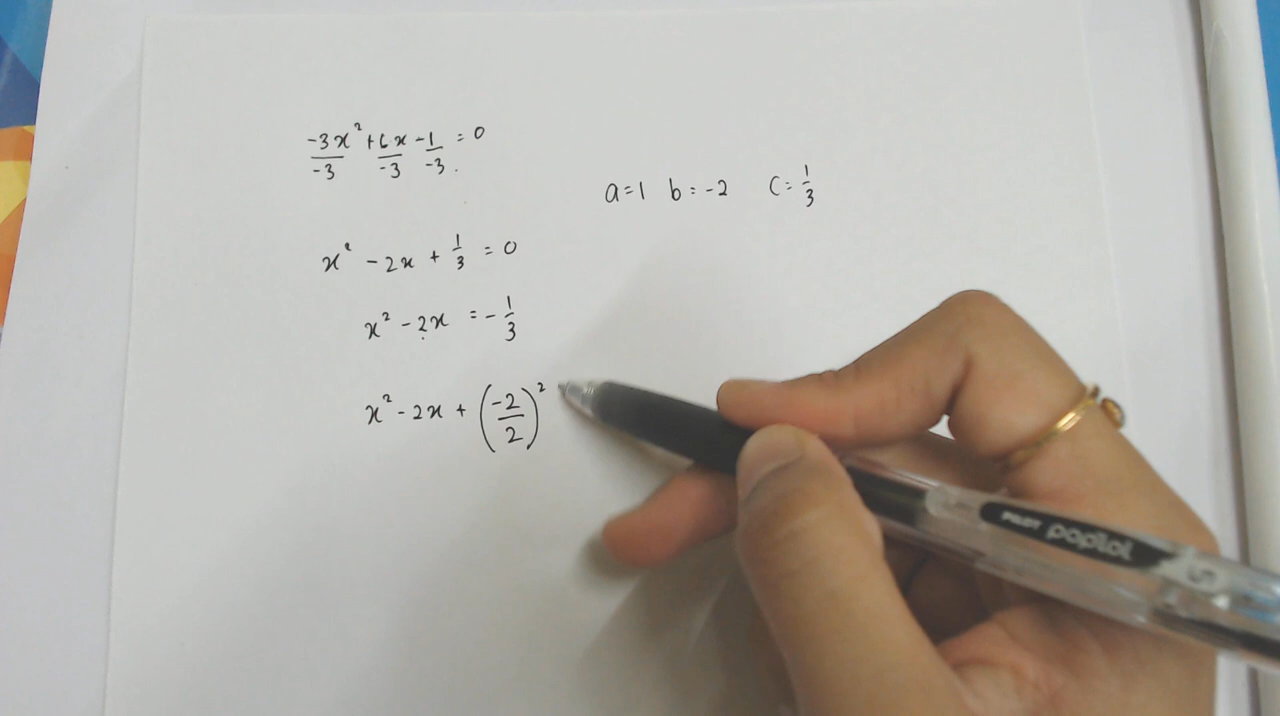 -3x² +6x -1 = 0
-3 -3 -3.
a=1 b=-2 c=1/3
x² - 2x + 1/3 = 0
x² - 2x = -1/3
x² - 2x + (-2/2)²
PILOT poplol